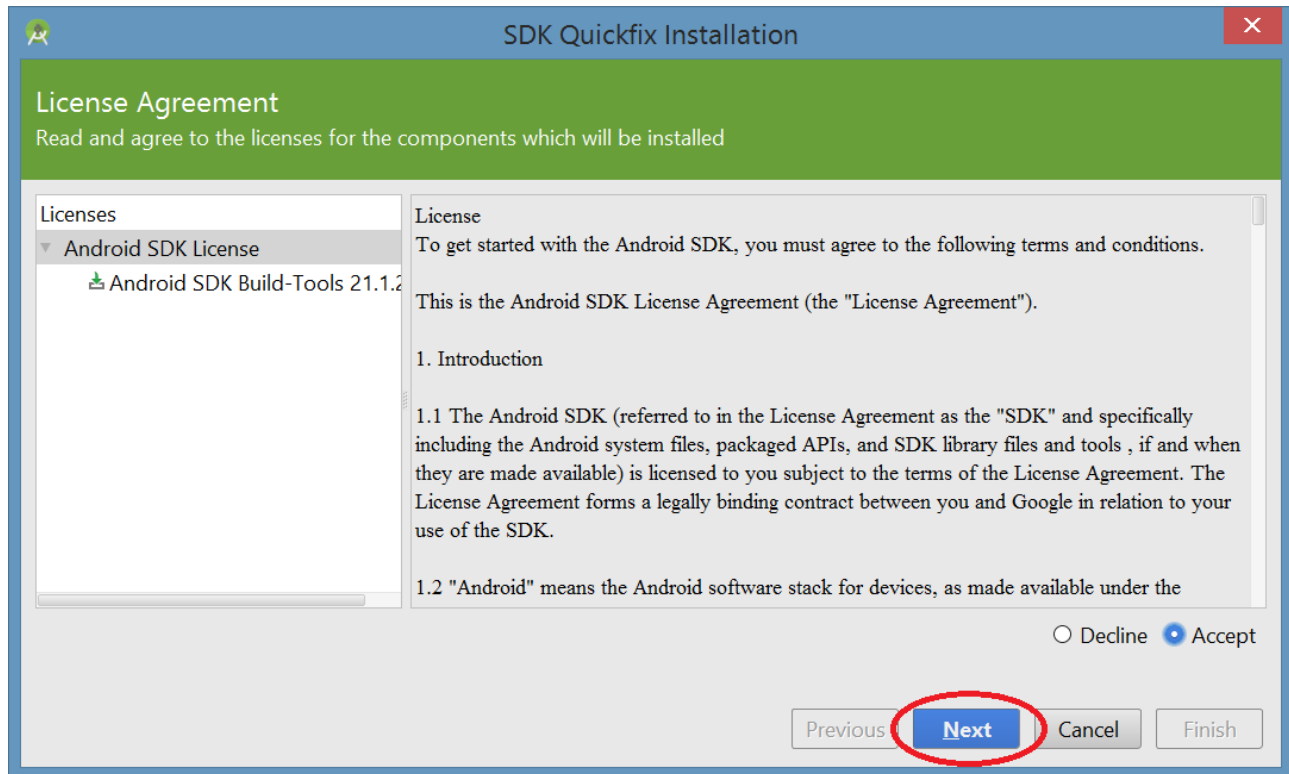 SDK Quickfix Installation
License Agreement
Read and agree to the licenses for the components which will be installed
Licenses
Android SDK License
Android SDK Build-Tools 21.1.2
License
To get started with the Android SDK, you must agree to the following terms and conditions.
This is the Android SDK License Agreement (the "License Agreement").
1. Introduction
1.1 The Android SDK (referred to in the License Agreement as the "SDK" and specifically
including the Android system files, packaged APIs, and SDK library files and tools , if and when
they are made available) is licensed to you subject to the terms of the License Agreement. The
License Agreement forms a legally binding contract between you and Google in relation to your
use of the SDK.
1.2 "Android" means the Android software stack for devices, as made available under the
Decline Accept
Previous Next Cancel Finish